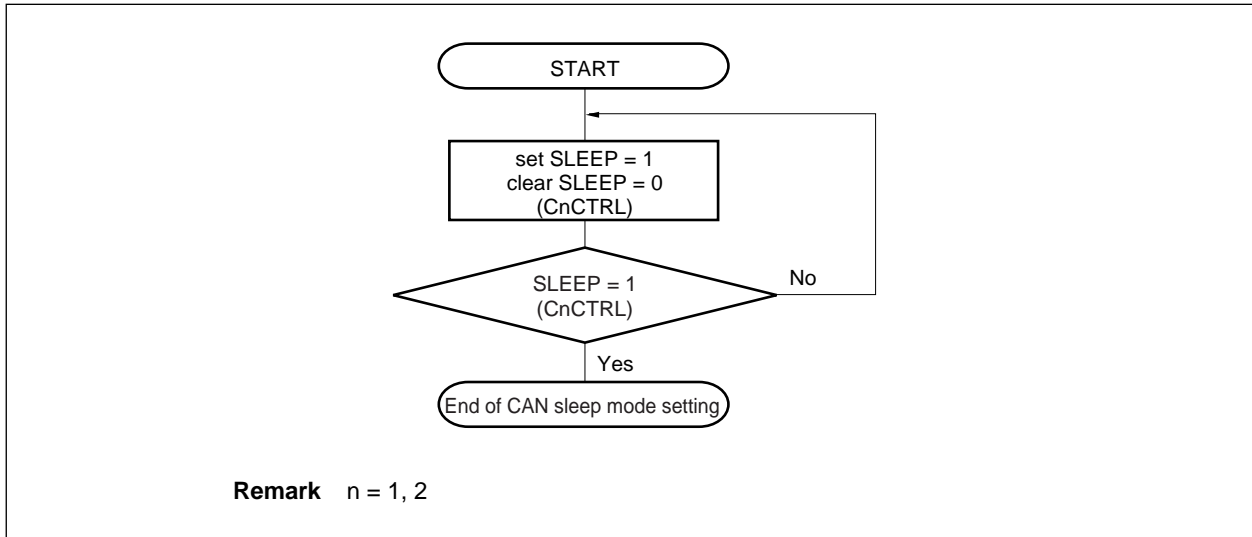 START
set SLEEP = 1
clear SLEEP = 0
(CnCTRL)
SLEEP = 1
(CnCTRL)
No
Yes
End of CAN sleep mode setting
Remark n = 1, 2